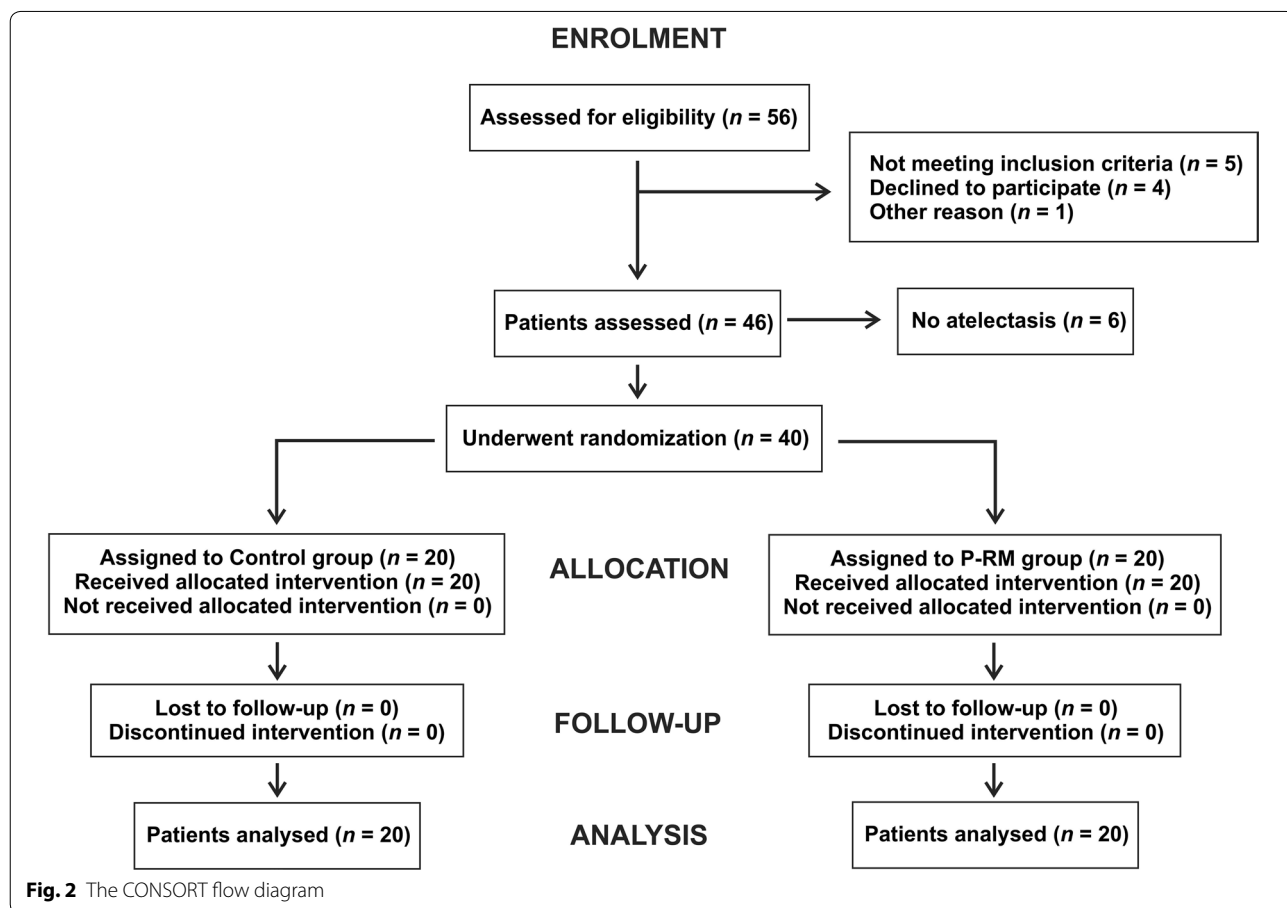 ENROLMENT
Assessed for eligibility (n = 56)
Not meeting inclusion criteria (n = 5)
Declined to participate (n = 4)
Other reason (n = 1)
Patients assessed (n = 46)
No atelectasis (n = 6)
Underwent randomization (n = 40)
Assigned to Control group (n = 20)
Received allocated intervention (n = 20)
Not received allocated intervention (n = 0)
ALLOCATION
Assigned to P-RM group (n = 20)
Received allocated intervention (n = 20)
Not received allocated intervention (n = 0)
Lost to follow-up (n = 0)
Discontinued intervention (n = 0)
FOLLOW-UP
Lost to follow-up (n = 0)
Discontinued intervention (n = 0)
Patients analysed (n = 20)
ANALYSIS
Patients analysed (n = 20)
Fig. 2 The CONSORT flow diagram